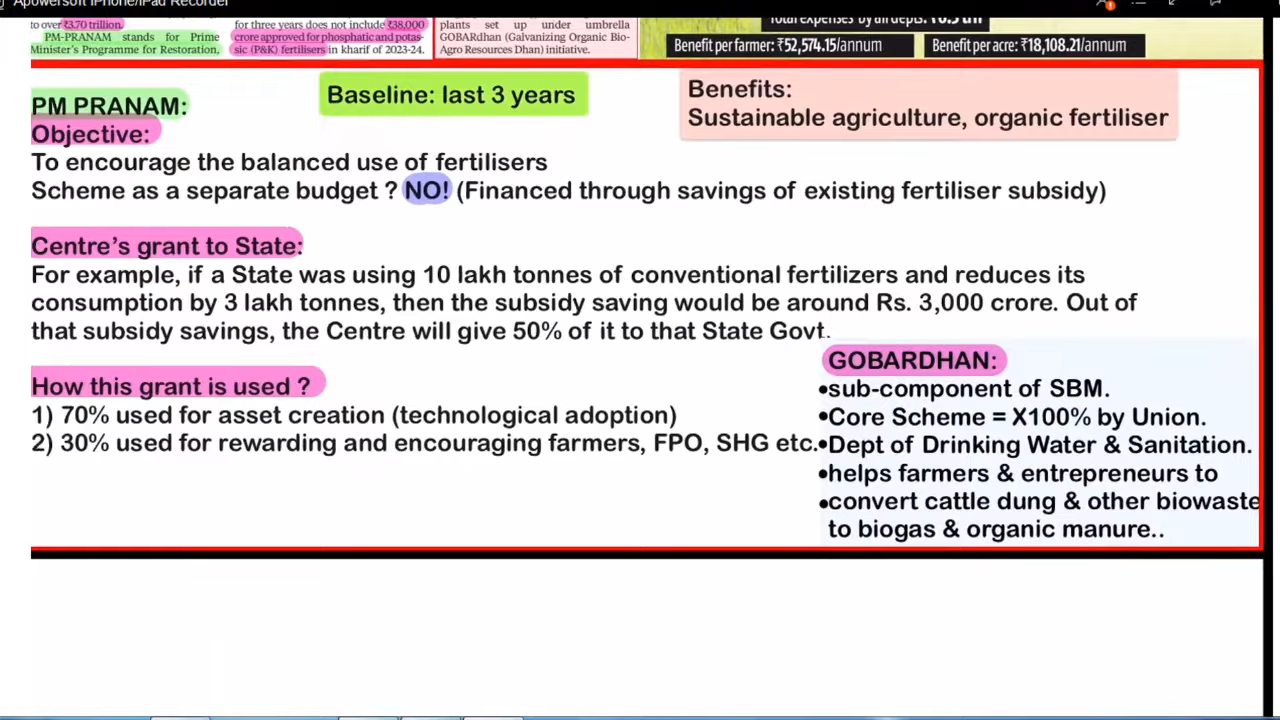 Apowersoft iPhone/iPad Recorder
to over ₹3.70 trillion.
PM-PRANAM stands for Prime
Minister's Programme for Restoration,
for three years does not include ₹38,000
crore approved for phosphatic and potas-
sic (P&K) fertilisers in kharif of 2023-24.
plants set up under umbrella
GOBARdhan (Galvanizing Organic Bio-
Agro Resources Dhan) initiative.
Total expenses by all depts:
Benefit per farmer: ₹52,574.15/annum
Benefit per acre: ₹18,108.21/annum
PM PRANAM:
Baseline: last 3 years
Benefits:
Sustainable agriculture, organic fertiliser
Objective:
To encourage the balanced use of fertilisers
Scheme as a separate budget ? NO! (Financed through savings of existing fertiliser subsidy)
Centre's grant to State:
For example, if a State was using 10 lakh tonnes of conventional fertilizers and reduces its
consumption by 3 lakh tonnes, then the subsidy saving would be around Rs. 3,000 crore. Out of
that subsidy savings, the Centre will give 50% of it to that State Govt.
How this grant is used ?
1) 70% used for asset creation (technological adoption)
2) 30% used for rewarding and encouraging farmers, FPO, SHG etc.
GOBARDHAN:
•sub-component of SBM.
•Core Scheme = X100% by Union.
•Dept of Drinking Water & Sanitation.
•helps farmers & entrepreneurs to
•convert cattle dung & other biowaste
to biogas & organic manure..